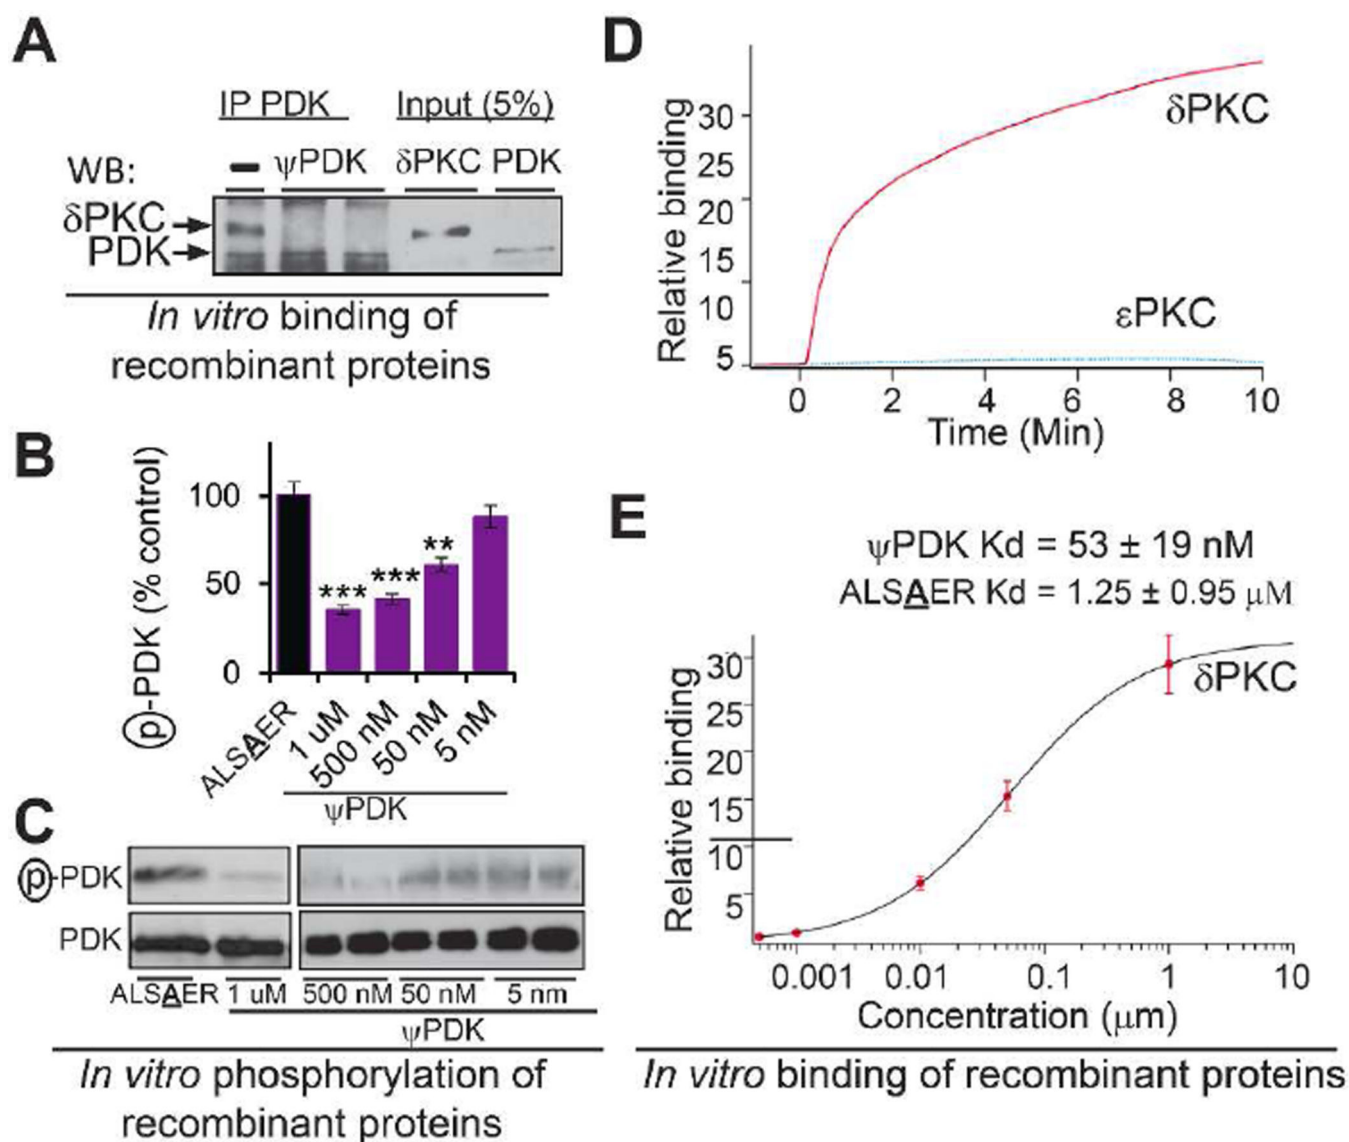 A
IP PDK Input (5%)
WB: - ψPDK δPKC PDK
δPKC
PDK
In vitro binding of
recombinant proteins
B
ⓟ-PDK (% control)
100
50
0
*** *** **
ALSAER 1 uM 500 nM 50 nM 5 nM
ψPDK
C
ⓟ-PDK
PDK
ALSAER 1 uM 500 nM 50 nM 5 nm
ψPDK
In vitro phosphorylation of
recombinant proteins
D
Relative binding
30
25
20
15
10
5
δPKC
εPKC
0 2 4 6 8 10
Time (Min)
E
ψPDK Kd = 53 ± 19 nM
ALSAER Kd = 1.25 ± 0.95 μM
Relative binding
30
25
20
15
10
5
δPKC
0.001 0.01 0.1 1 10
Concentration (μm)
In vitro binding of recombinant proteins